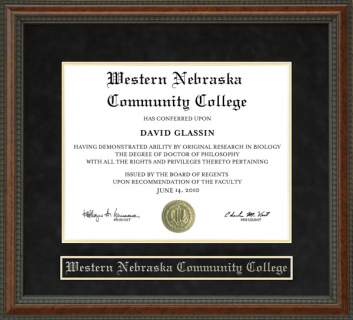 Western Nebraska
Community College
HAS CONFERRED UPON
DAVID GLASSIN
HAVING DEMONSTRATED ABILITY BY ORIGINAL RESEARCH IN BIOLOGY
THE DEGREE OF DOCTOR OF PHILOSOPHY
WITH ALL THE RIGHTS AND PRIVILEGES THERETO PERTAINING
ISSUED BY THE BOARD OF REGENTS
UPON RECOMMENDATION OF THE FACULTY
JUNE 14, 2010
PROVOST
PRESIDENT
Western Nebraska Community College